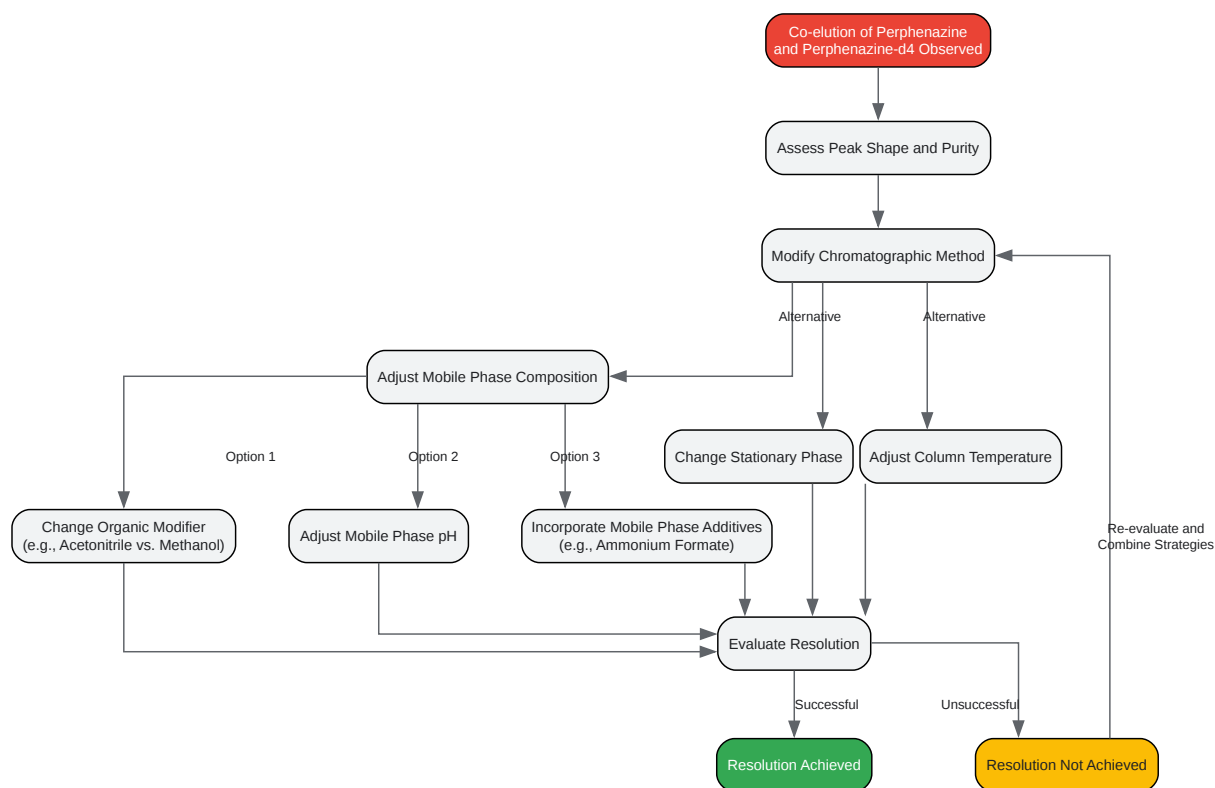 Co-elution of Perphenazine
and Perphenazine-d4 Observed
Assess Peak Shape and Purity
Modify Chromatographic Method
Alternative
Alternative
Adjust Mobile Phase Composition
Option 1
Option 2
Option 3
Change Stationary Phase
Adjust Column Temperature
Change Organic Modifier
(e.g., Acetonitrile vs. Methanol)
Adjust Mobile Phase pH
Incorporate Mobile Phase Additives
(e.g., Ammonium Formate)
Re-evaluate and
Combine Strategies
Evaluate Resolution
Successful
Unsuccessful
Resolution Achieved
Resolution Not Achieved